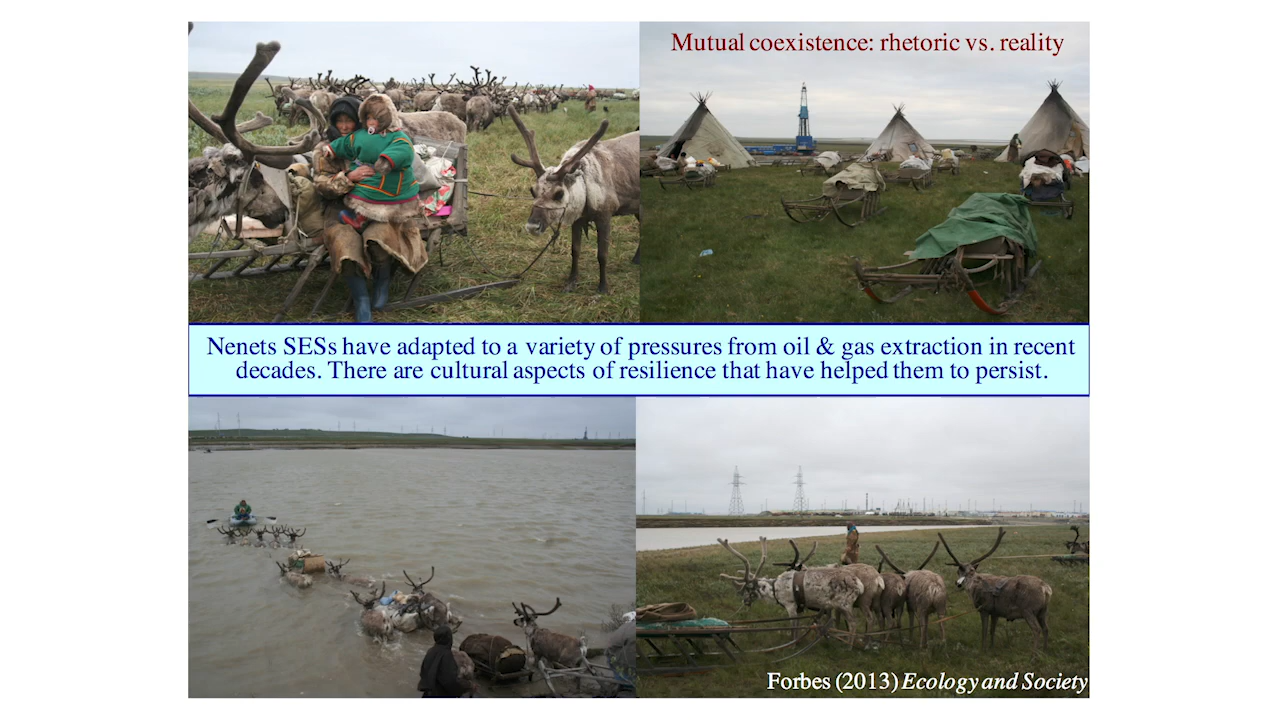 Mutual coexistence: rhetoric vs. reality
Nenets SESs have adapted to a variety of pressures from oil & gas extraction in recent
decades. There are cultural aspects of resilience that have helped them to persist.
Forbes (2013) Ecology and Society